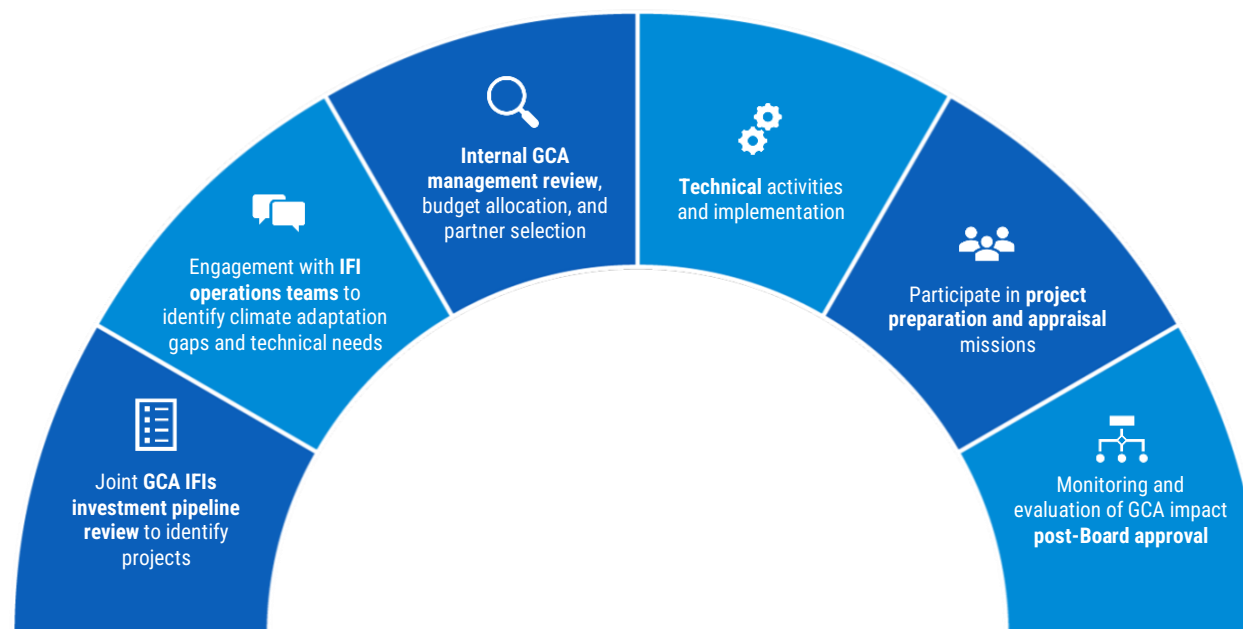 Joint GCA IFIs
investment pipeline
review to identify
projects
Engagement with IFI
operations teams to
identify climate adaptation
gaps and technical needs
Internal GCA
management review,
budget allocation, and
partner selection
Technical activities
and implementation
Participate in project
preparation and appraisal
missions
Monitoring and
evaluation of GCA impact
post-Board approval